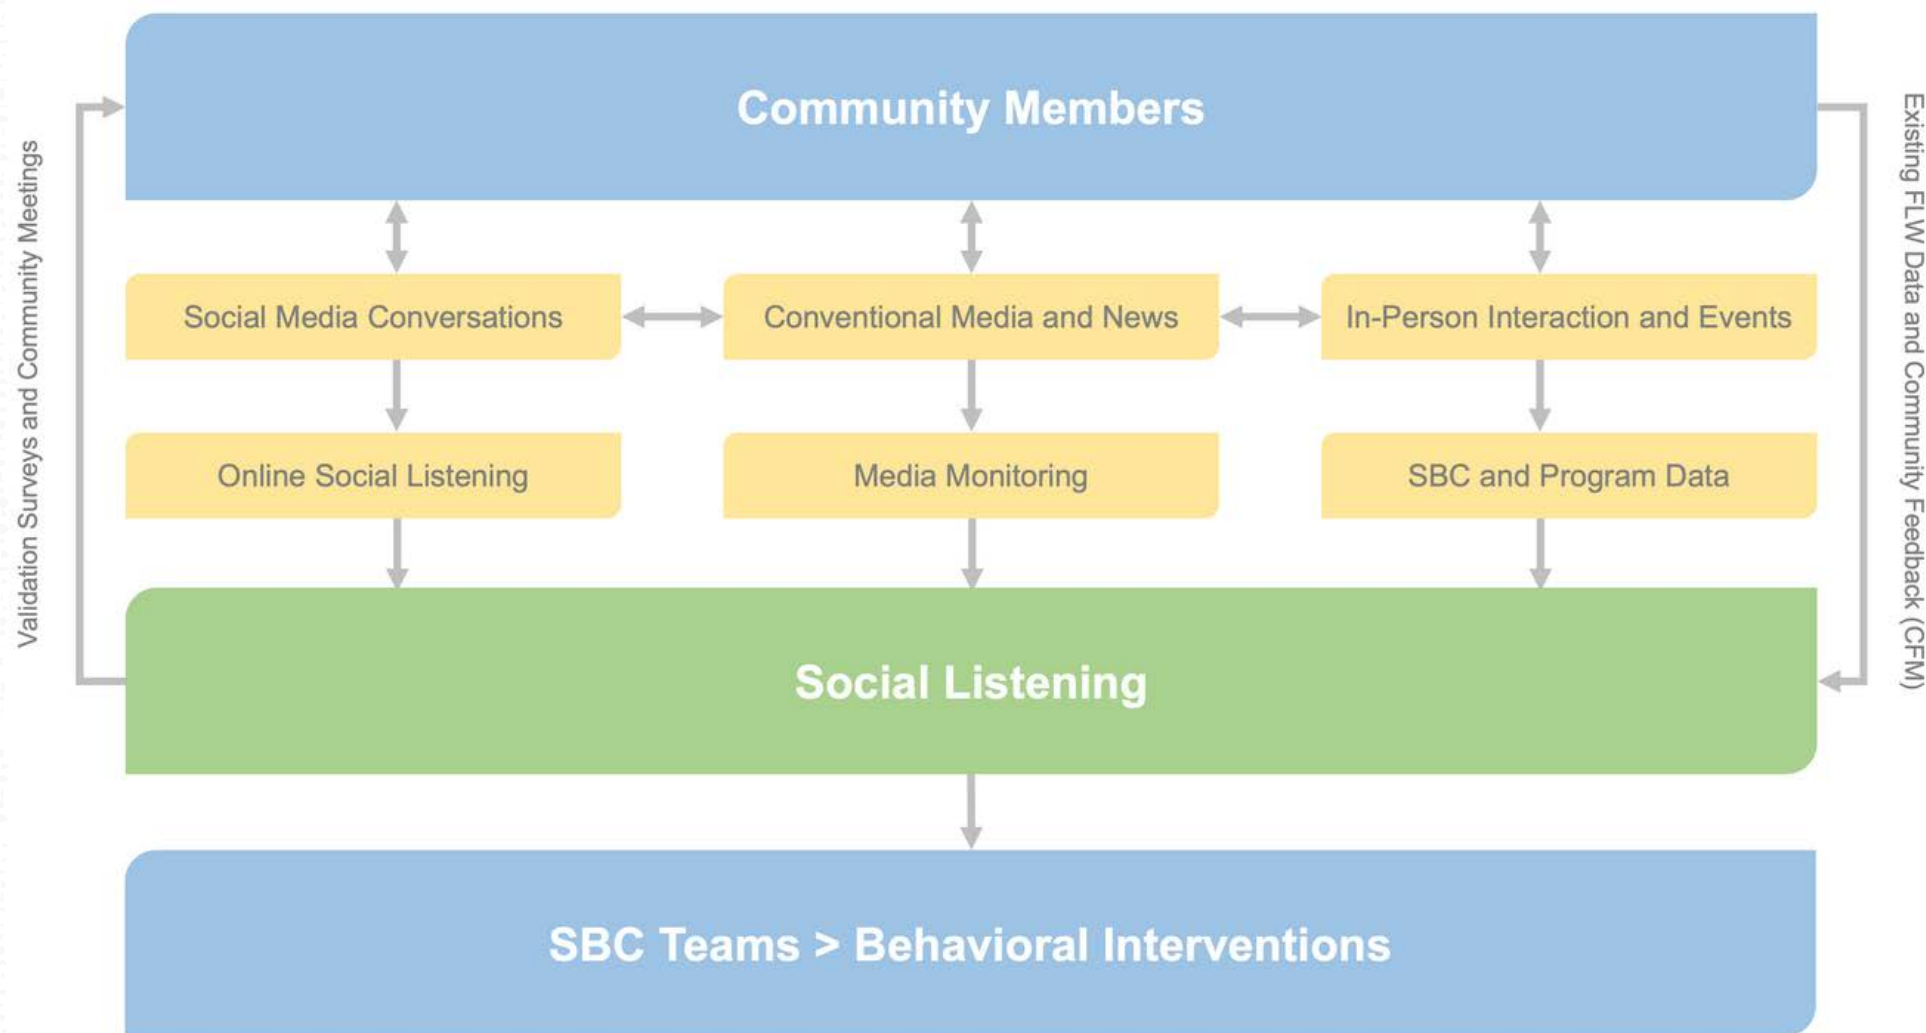 Community Members
Validation Surveys and Community Meetings
Existing FLW Data and Community Feedback (CFM)
Social Media Conversations
Conventional Media and News
In-Person Interaction and Events
Online Social Listening
Media Monitoring
SBC and Program Data
Social Listening
SBC Teams > Behavioral Interventions